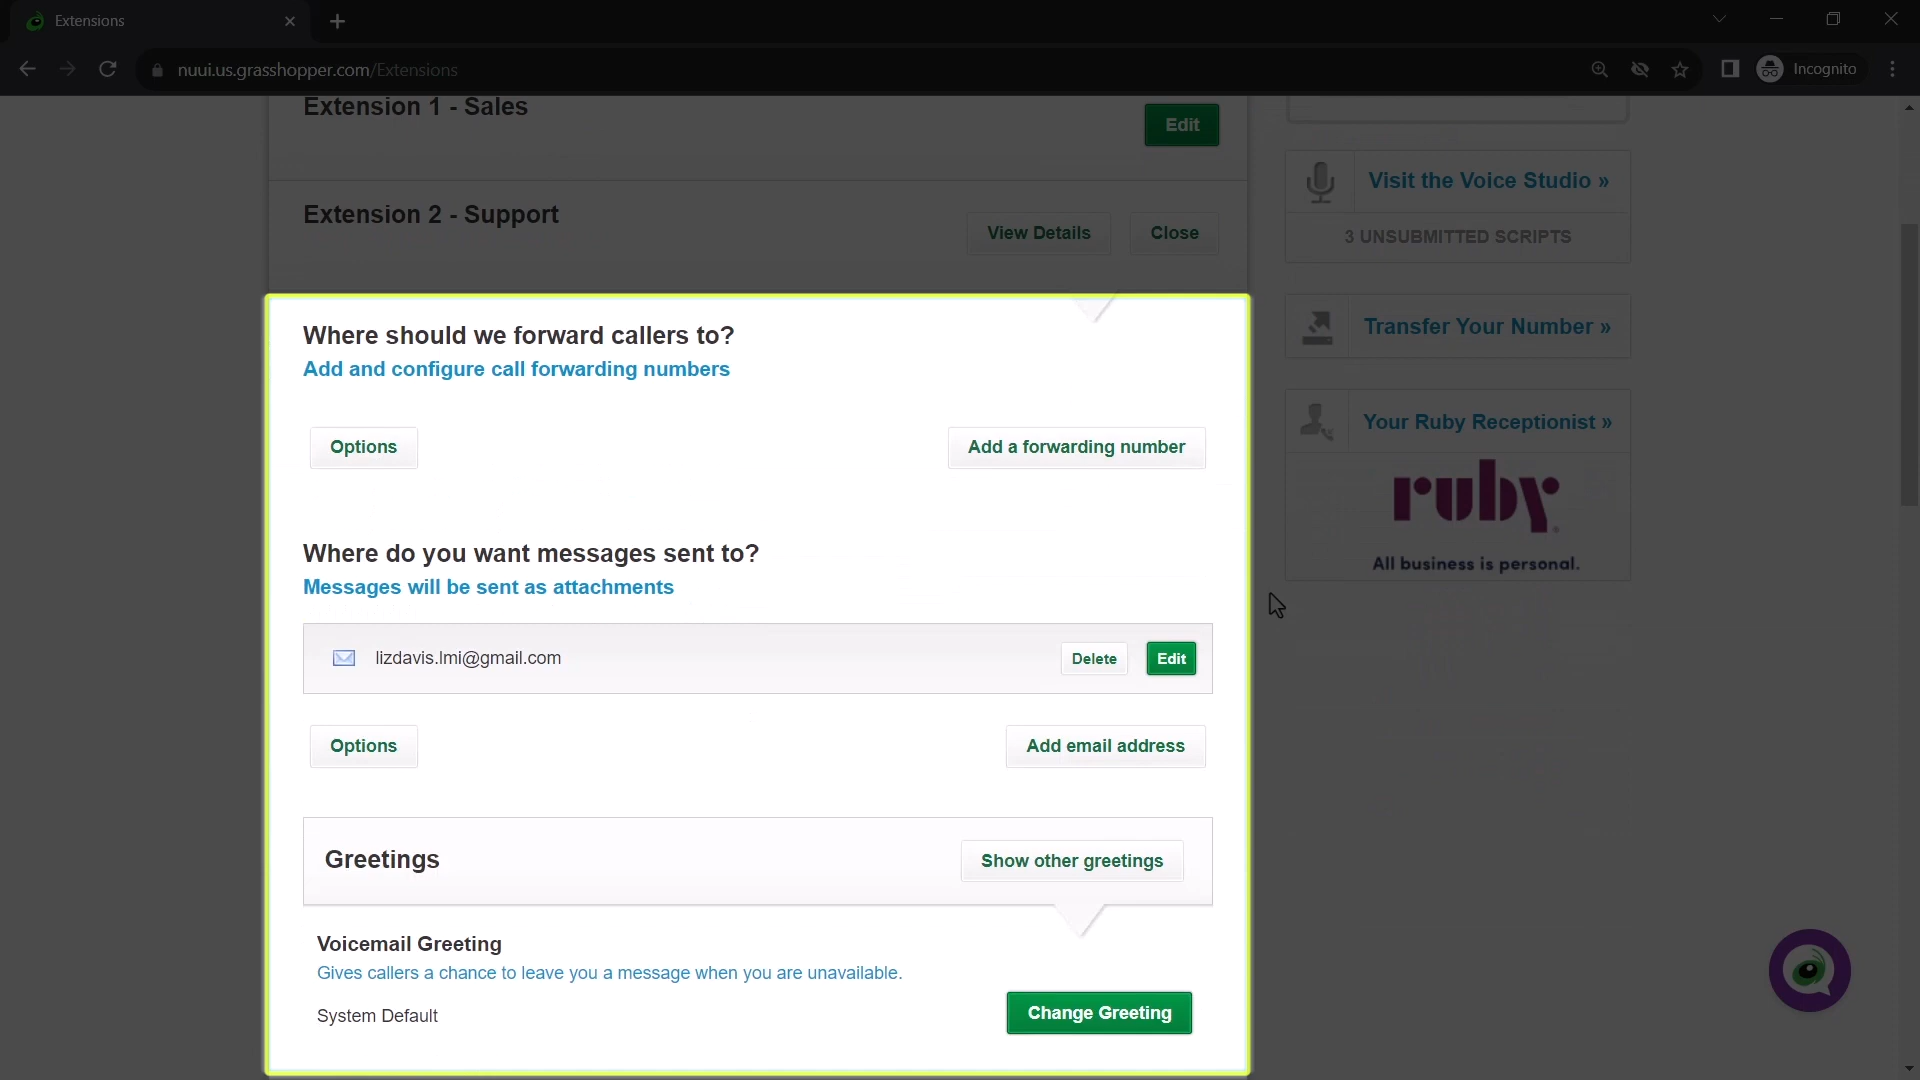 Extensions
nuui.us.grasshopper.com/Extensions
Incognito
Extension 1 - Sales
Edit
Extension 2 - Support
View Details
Close
Where should we forward callers to?
Add and configure call forwarding numbers
Options
Add a forwarding number
Where do you want messages sent to?
Messages will be sent as attachments
lizdavis.lmi@gmail.com
Delete
Edit
Options
Add email address
Greetings
Show other greetings
Voicemail Greeting
Gives callers a chance to leave you a message when you are unavailable.
System Default
Change Greeting
Visit the Voice Studio »
3 UNSUBMITTED SCRIPTS
Transfer Your Number »
Your Ruby Receptionist »
ruby®
All business is personal.